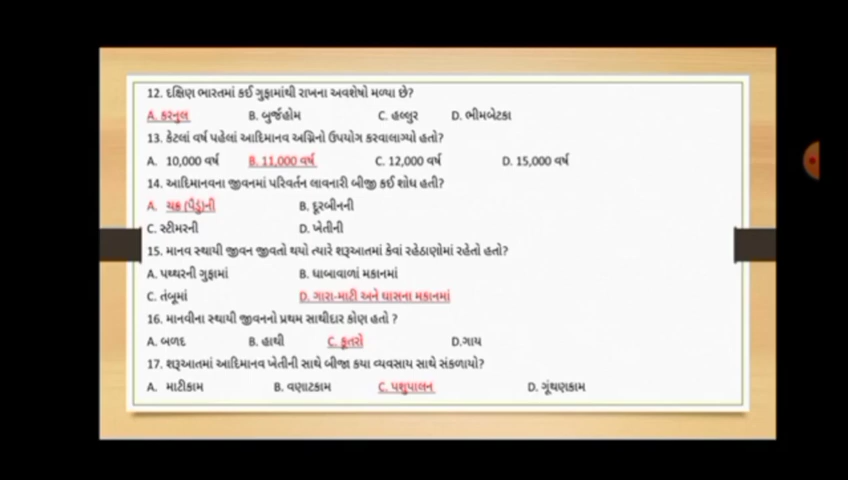 12. દક્ષિણ ભારતમાં કઈ ગુફામાંથી રાખના અવશેષો મળ્યા છે?
A. કરનુલ B. બુર્જહોમ C. હલ્લુર D. ભીમબેટકા
13. કેટલાં વર્ષ પહેલાં આદિમાનવ અગ્નિનો ઉપયોગ કરવાલાગ્યો હતો?
A. 10,000 વર્ષ B. 11,000 વર્ષ C. 12,000 વર્ષ D. 15,000 વર્ષ
14. આદિમાનવના જીવનમાં પરિવર્તન લાવનારી બીજી કઈ શોધ હતી?
A. ચક્ર (પૈડું)ની B. દૂરબીનની
C. સ્ટીમરની D. ખેતીની
15. માનવ સ્થાયી જીવન જીવતો થયો ત્યારે શરૂઆતમાં કેવાં રહેઠાણોમાં રહેતો હતો?
A. પથ્થરની ગુફામાં B. ધાબાવાળાં મકાનમાં
C. તંબૂમાં D. ગારા-માટી અને ઘાસના મકાનમાં
16. માનવીના સ્થાયી જીવનનો પ્રથમ સાથીદાર કોણ હતો ?
A. બળદ B. હાથી C. કૂતરો D.ગાય
17. શરૂઆતમાં આદિમાનવ ખેતીની સાથે બીજા કયા વ્યવસાય સાથે સંકળાયો?
A. માટીકામ B. વણાટકામ C. પશુપાલન D. ગૂંથણકામ